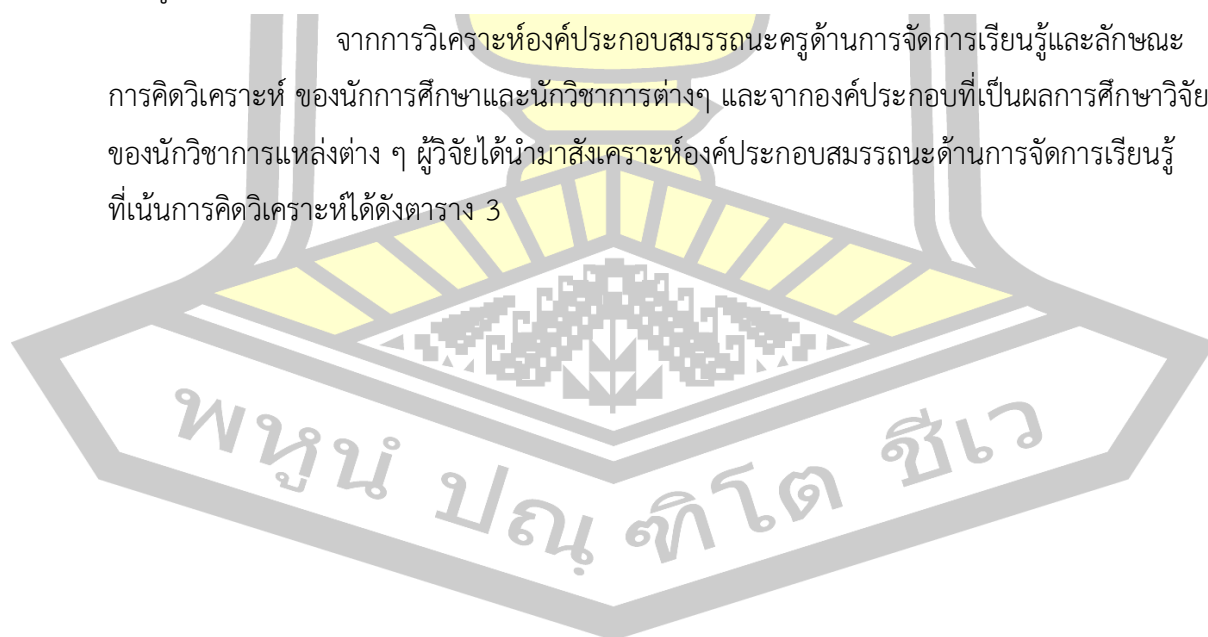 จากการวิเคราะห์องค์ประกอบสมรรถนะครูด้านการจัดการเรียนรู้และลักษณะ
การคิดวิเคราะห์ ของนักการศึกษาและนักวิชาการต่างๆ และจากองค์ประกอบที่เป็นผลการศึกษาวิจัย
ของนักวิชาการแหล่งต่าง ๆ ผู้วิจัยได้นำมาสังเคราะห์องค์ประกอบสมรรถนะด้านการจัดการเรียนรู้
ที่เน้นการคิดวิเคราะห์ได้ดังตาราง 3
พหูนํ ปณฺฑิโต ชีเว